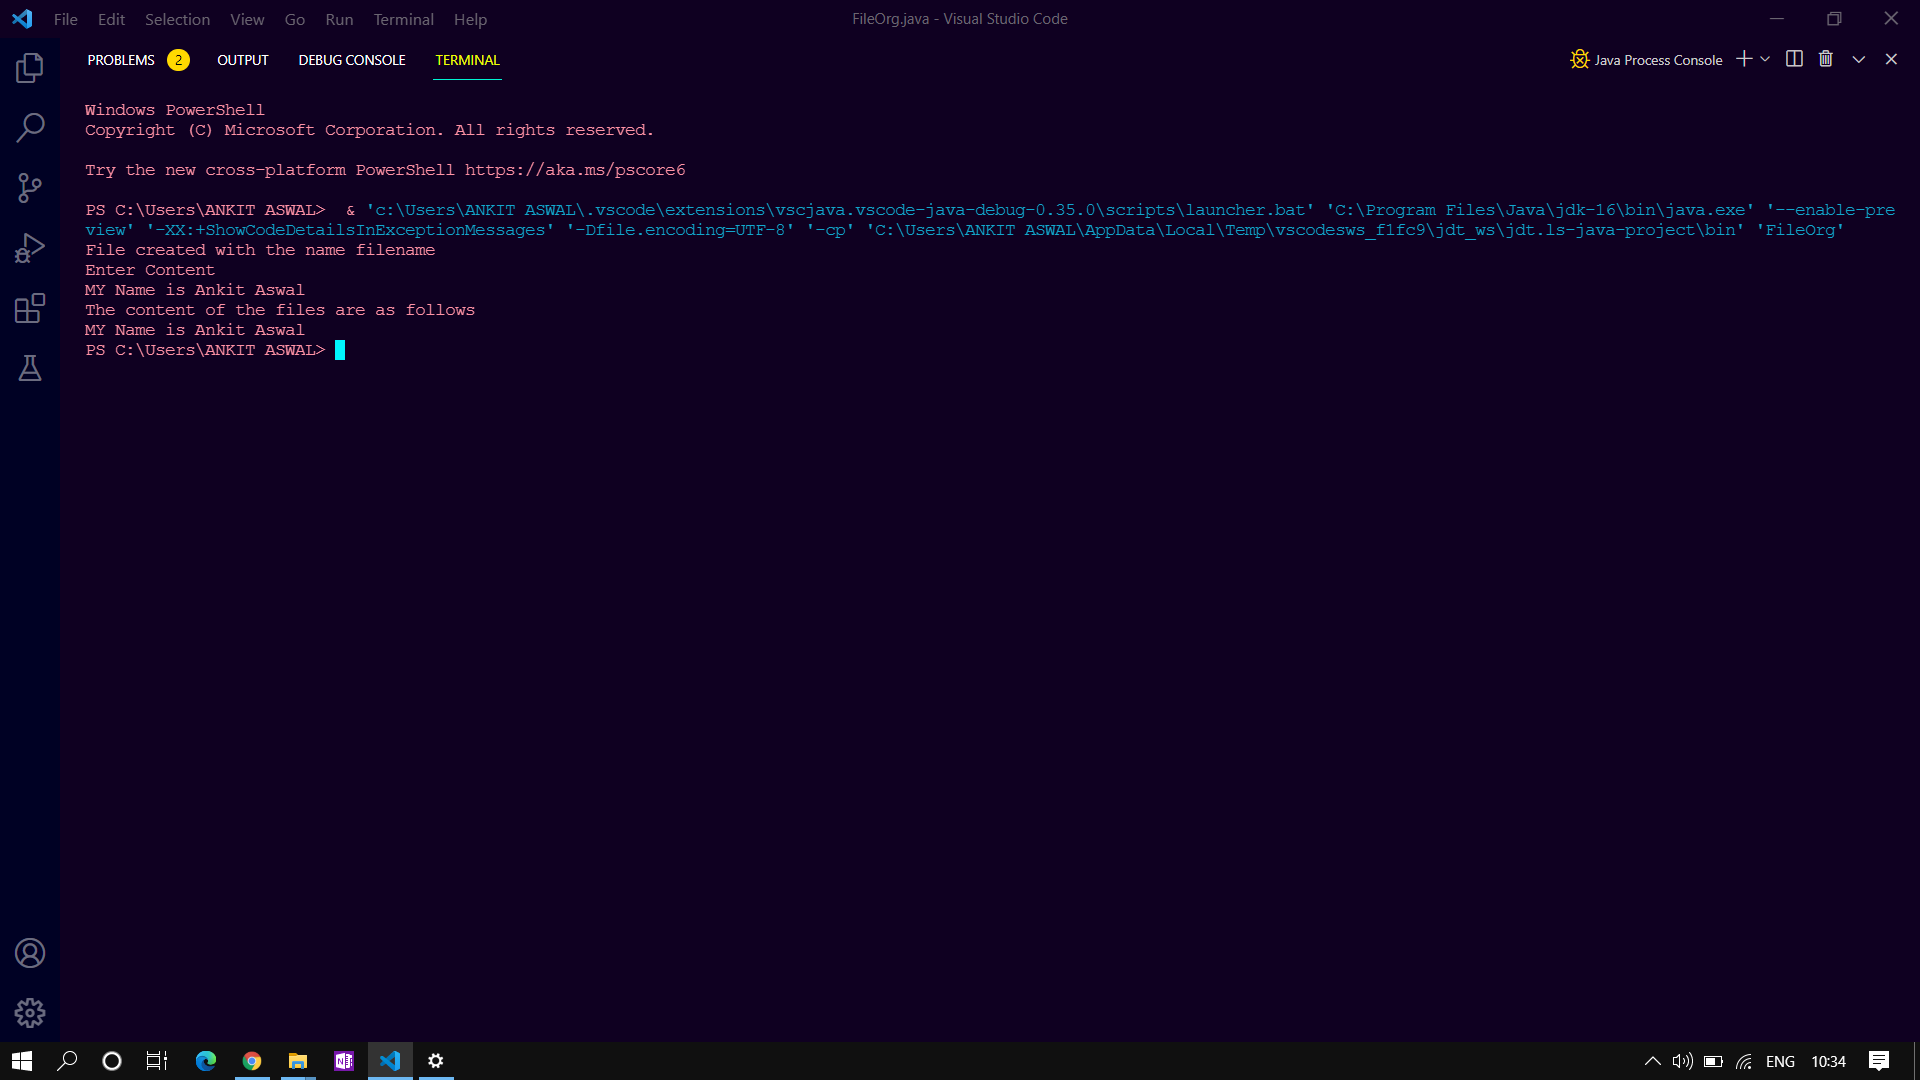 File Edit Selection View Go Run Terminal Help
FileOrg.java - Visual Studio Code
PROBLEMS 2 OUTPUT DEBUG CONSOLE TERMINAL
Java Process Console
Windows PowerShell
Copyright (C) Microsoft Corporation. All rights reserved.
Try the new cross-platform PowerShell https://aka.ms/pscore6
PS C:\Users\ANKIT ASWAL>  & 'c:\Users\ANKIT ASWAL\.vscode\extensions\vscjava.vscode-java-debug-0.35.0\scripts\launcher.bat' 'C:\Program Files\Java\jdk-16\bin\java.exe' '--enable-pre
view' '-XX:+ShowCodeDetailsInExceptionMessages' '-Dfile.encoding=UTF-8' '-cp' 'C:\Users\ANKIT ASWAL\AppData\Local\Temp\vscodesws_f1fc9\jdt_ws\jdt.ls-java-project\bin' 'FileOrg'
File created with the name filename
Enter Content
MY Name is Ankit Aswal
The content of the files are as follows
MY Name is Ankit Aswal
PS C:\Users\ANKIT ASWAL>
ENG 10:34